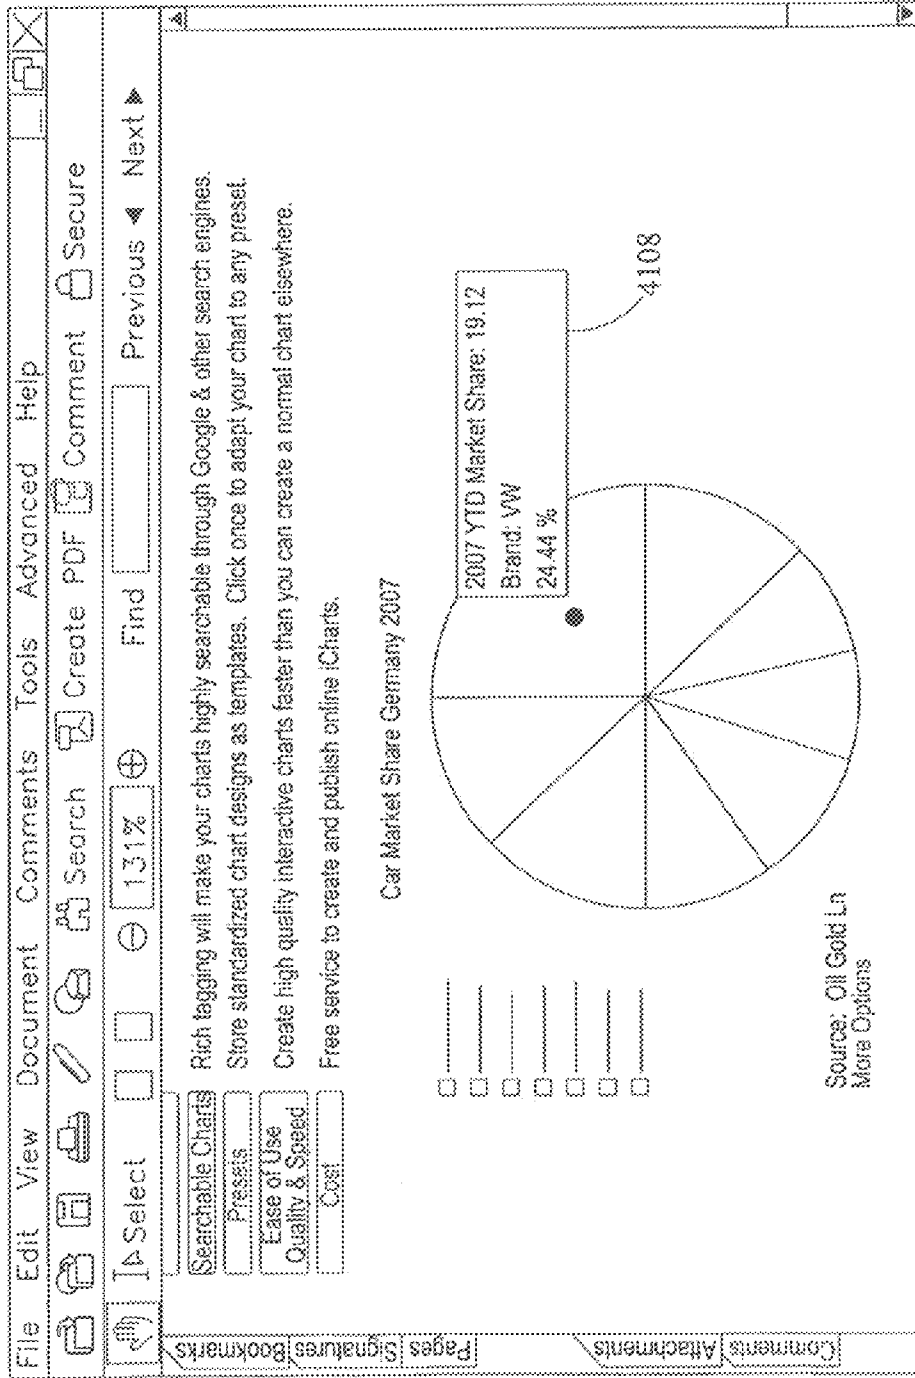 File Edit View Document Comments Tools Advanced Help
Search Create PDF Comment Secure
Select 131% Find Previous Next
Searchable Charts Rich tagging will make your charts highly searchable through Google & other search engines.
Presets Store standardized chart designs as templates. Click once to adapt your chart to any preset.
Ease of Use
Quality & Speed Create high quality interactive charts faster than you can create a normal chart elsewhere.
Cost Free service to create and publish online iCharts.
Bookmarks
Signatures
Pages
Attachments
Comments
Car Market Share Germany 2007
2007 YTD Market Share: 19.12
Brand: VW
24.44 %
4108
Source: Oil Gold Ln
More Options